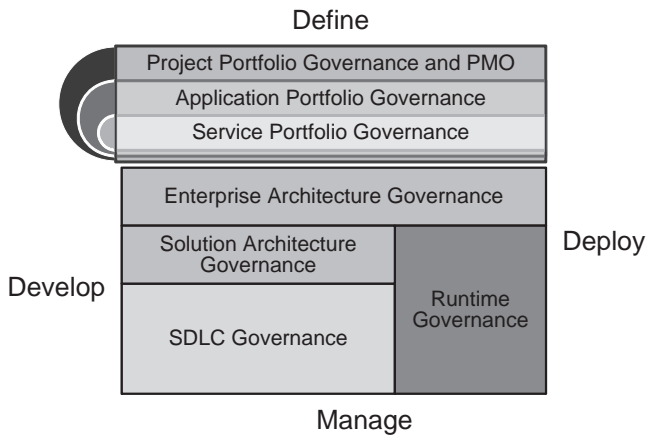 Define
Project Portfolio Governance and PMO
Application Portfolio Governance
Service Portfolio Governance
Enterprise Architecture Governance
Solution Architecture
Governance
Deploy
Develop
Runtime
Governance
SDLC Governance
Manage